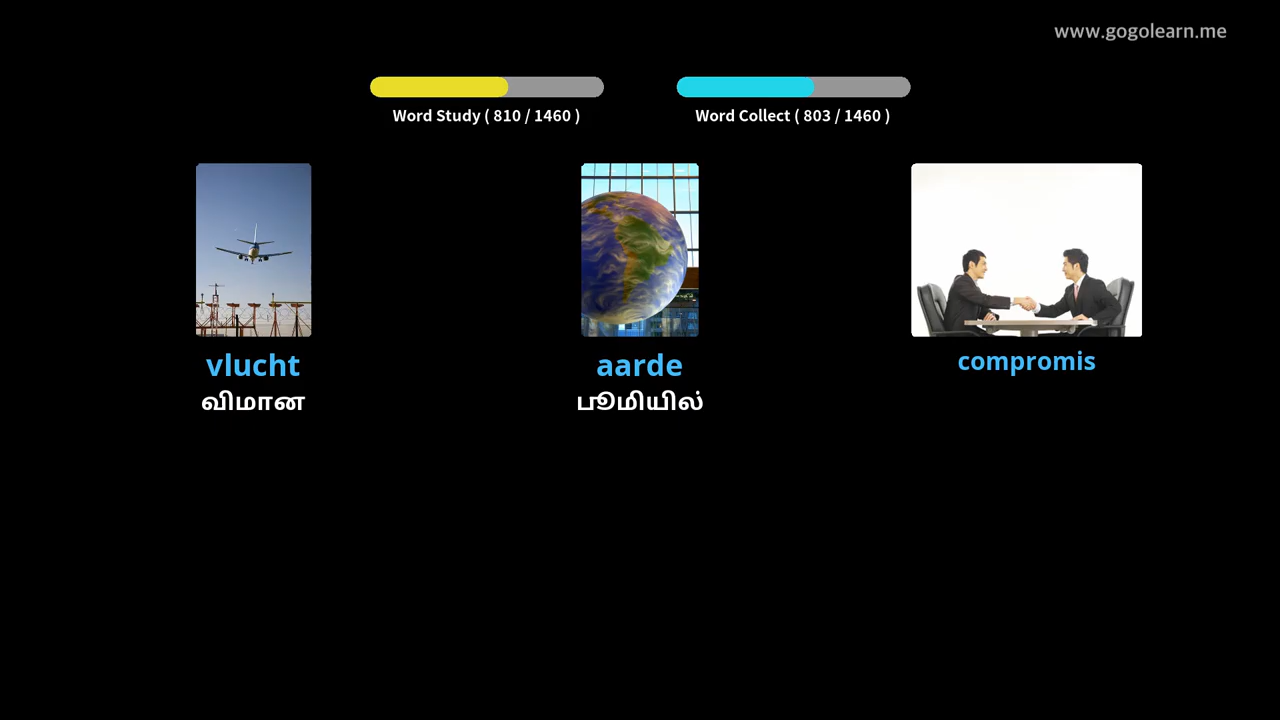 www.gogolearn.me
Word Study ( 810 / 1460 )
Word Collect ( 803 / 1460 )
vlucht
aarde
compromis
விமான
பூமியில்